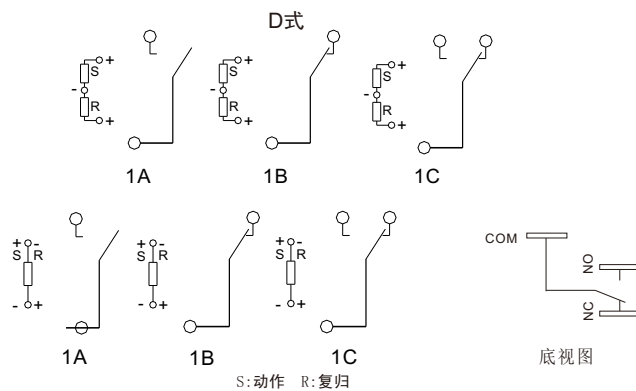 D式
+ S - R +
+ S - R +
+ S - R +
1A 1B 1C
+ - S R - +
+ - S R - +
+ - S R - +
COM
NO
NC
1A 1B 1C
底视图
S:动作 R:复归